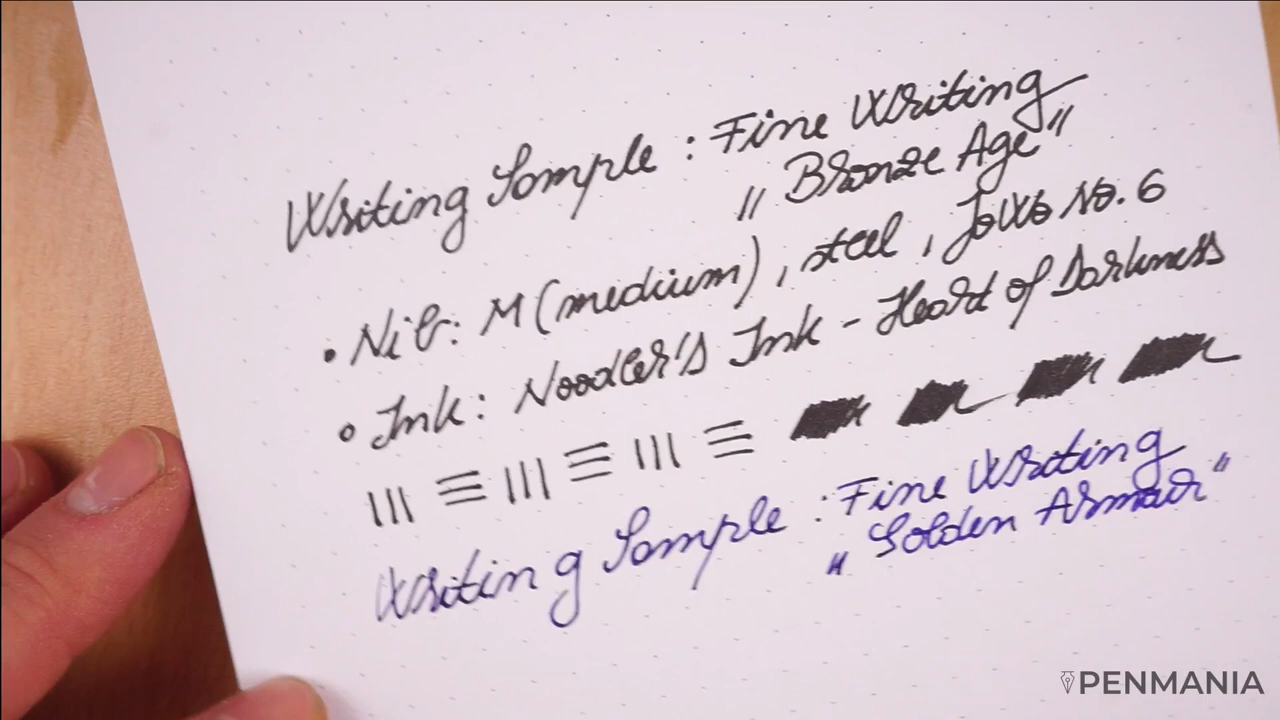 Writing Sample : Fine Writing
„ Bronze Age"
• Nib: M (medium), steel, JoWo No. 6
• Ink: Noodler's Ink - Heart of Darkness
Writing Sample : Fine Writing
„ Golden Armour"
PENMANIA